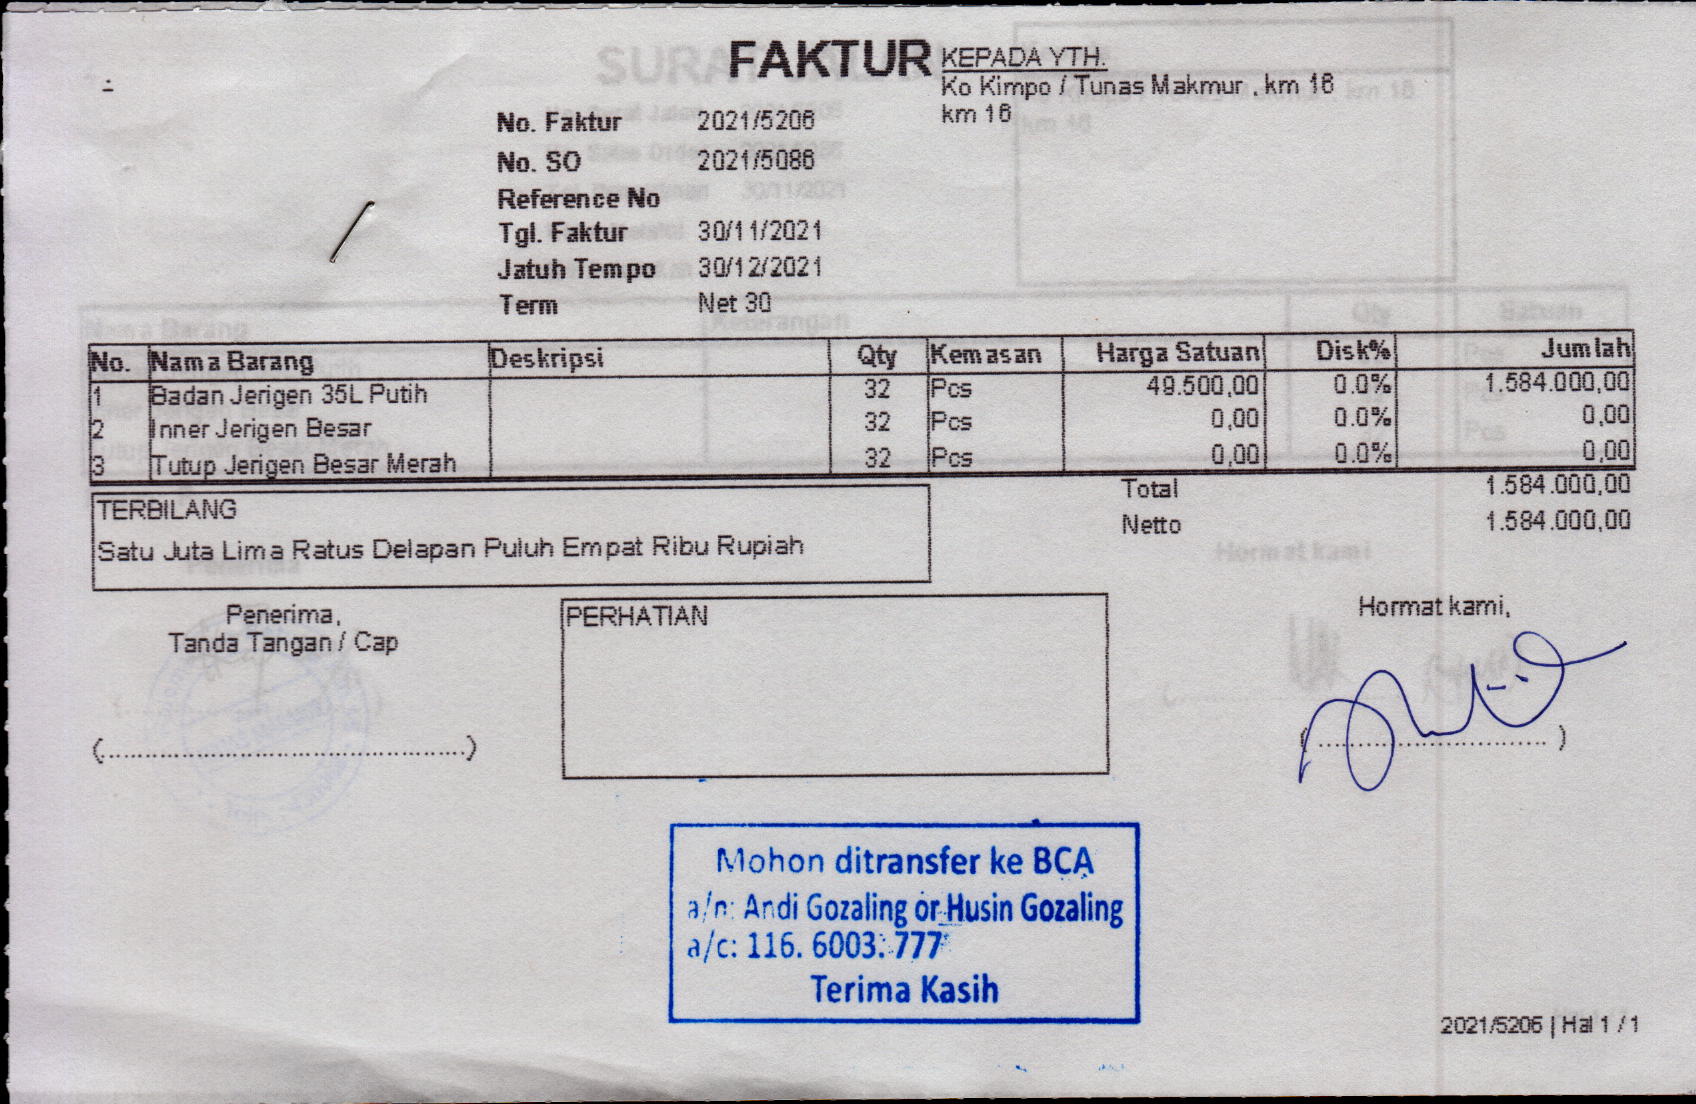 FAKTUR
KEPADA YTH.
Ko Kimpo / Tunas Makmur , km 16
km 16
No. Faktur 2021/5206
No. SO 2021/5086
Reference No
Tgl. Faktur 30/11/2021
Jatuh Tempo 30/12/2021
Term Net 30
No. Nama Barang Deskripsi Qty Kemasan Harga Satuan Disk% Jumlah
1 Badan Jerigen 35L Putih 32 Pcs 49.500,00 0.0% 1.584.000,00
2 Inner Jerigen Besar 32 Pcs 0,00 0.0% 0,00
3 Tutup Jerigen Besar Merah 32 Pcs 0,00 0.0% 0,00
Total 1.584.000,00
Netto 1.584.000,00
TERBILANG
Satu Juta Lima Ratus Delapan Puluh Empat Ribu Rupiah
Penerima,
Tanda Tangan / Cap
(..................................................)
PERHATIAN
Hormat kami,
( ............................... )
Mohon ditransfer ke BCA
a/n: Andi Gozaling or Husin Gozaling
a/c: 116. 6003. 777
Terima Kasih
2021/5206 | Hal 1 / 1